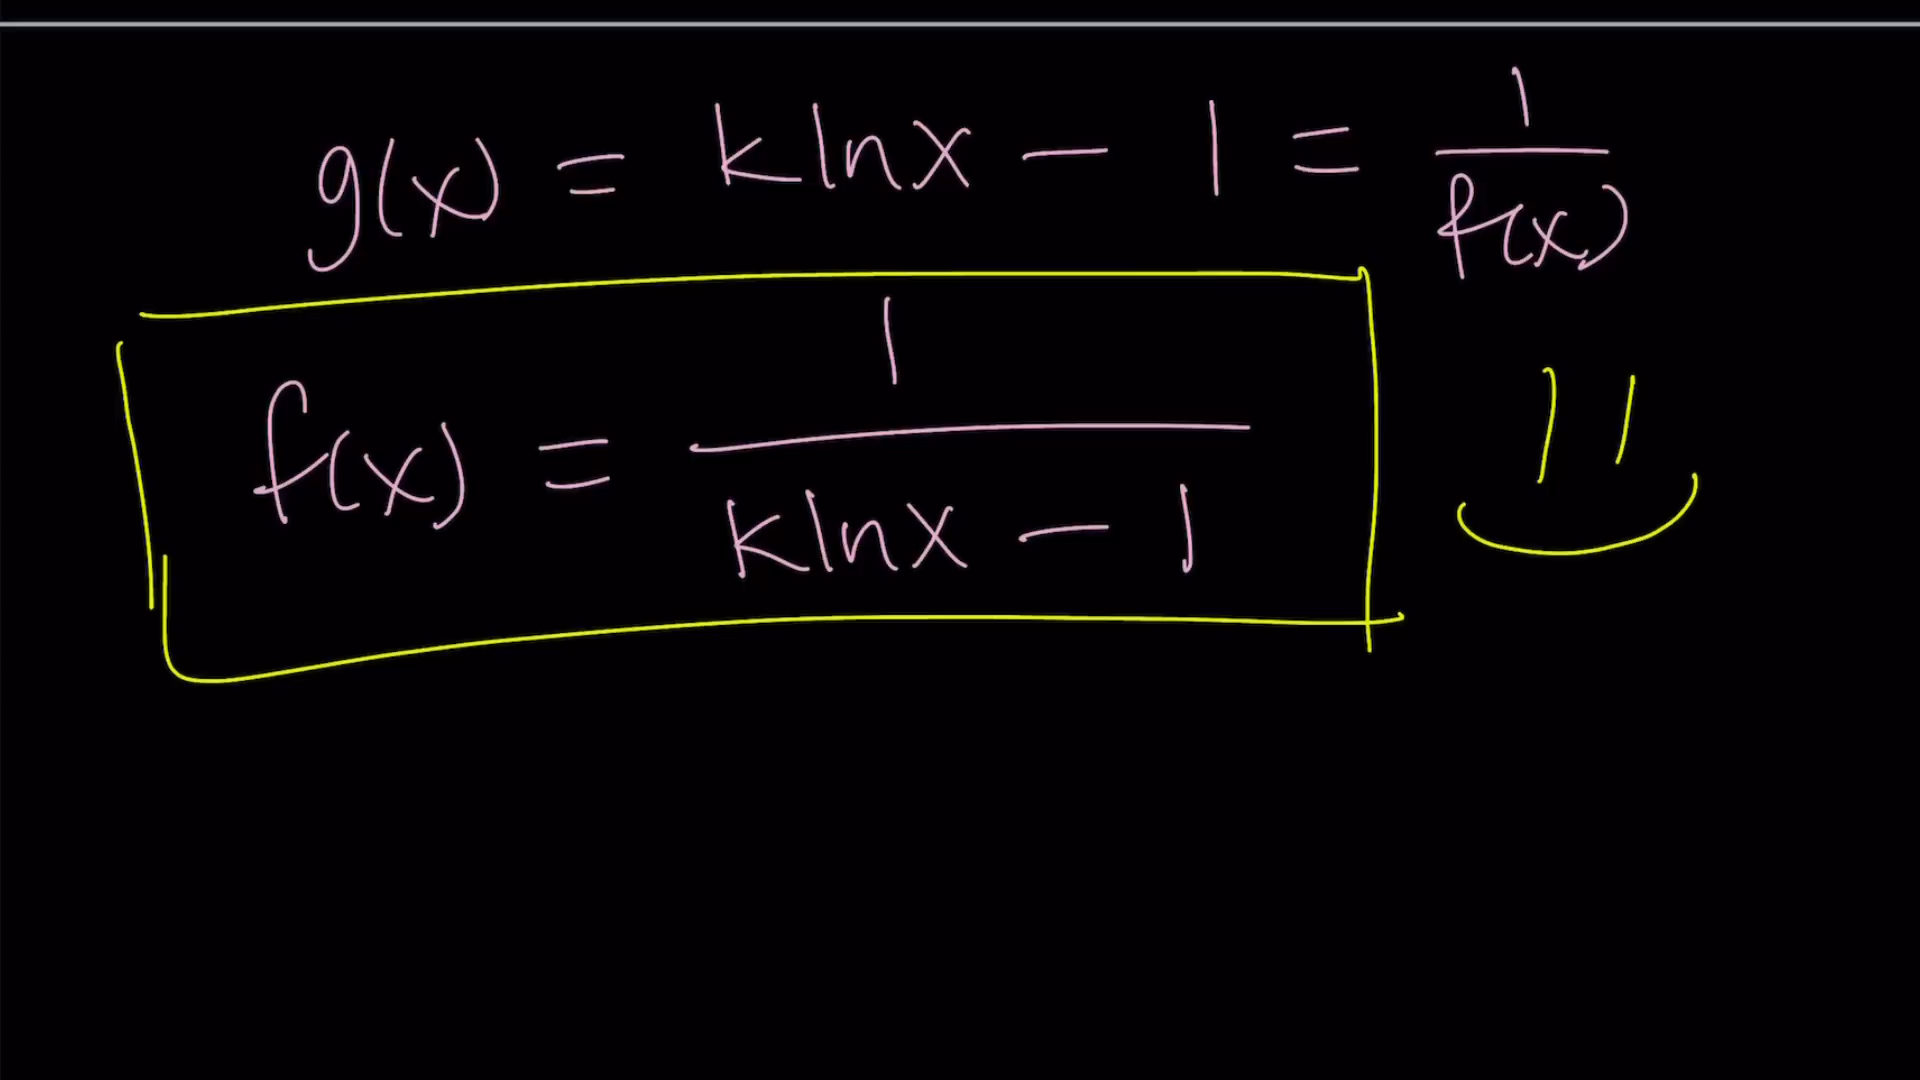 g(x) = k ln x - 1 = 1/f(x)
f(x) = 1/(k ln x - 1)